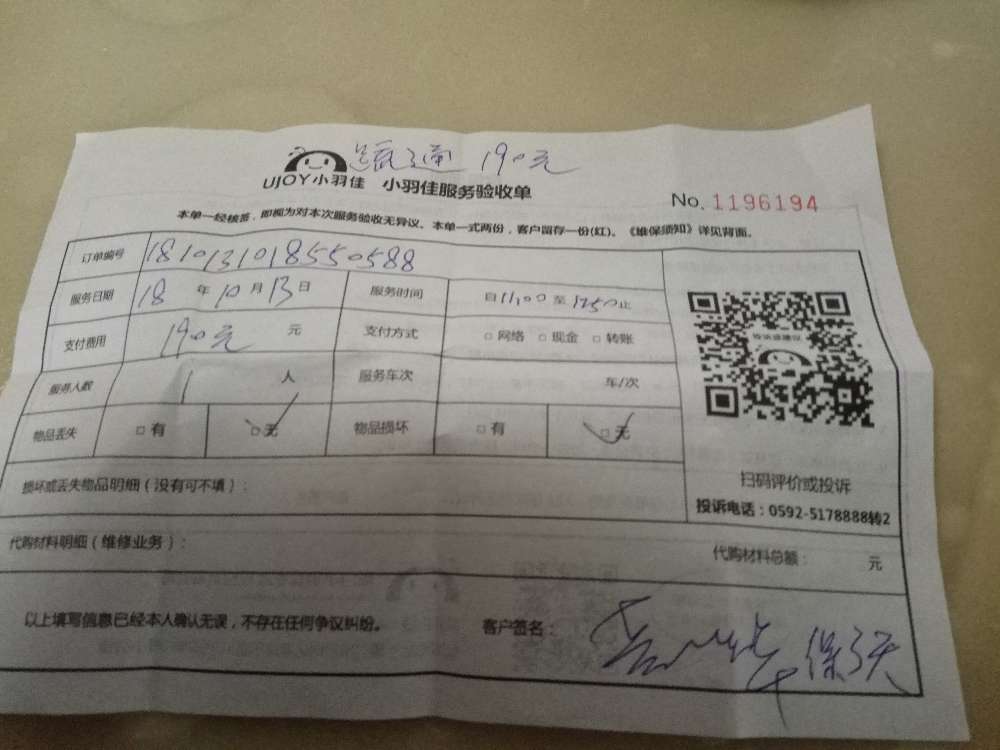 疏通 190元
UJOY小羽佳 小羽佳服务验收单
No. 1196194
本单一经核签,即视为对本次服务验收无异议。本单一式两份,客户留存一份(红)。《维保须知》详见背面。
订单编号 1810131018550588
服务日期 18 年 10 月 13 日 服务时间 自 11:00 至 1250 止
支付费用 190元 元 支付方式 □ 网络 □ 现金 □ 转账
服务人数 1 人 服务车次 车/次
物品丢失 □ 有 □ 无 物品损坏 □ 有 □ 无
投诉或建议
扫码评价或投诉
投诉电话:0592-5178888转2
损坏或丢失物品明细(没有可不填):
代购材料明细(维修业务): 代购材料总额: 元
以上填写信息已经本人确认无误,不存在任何争议纠纷。 客户签名: 保3天